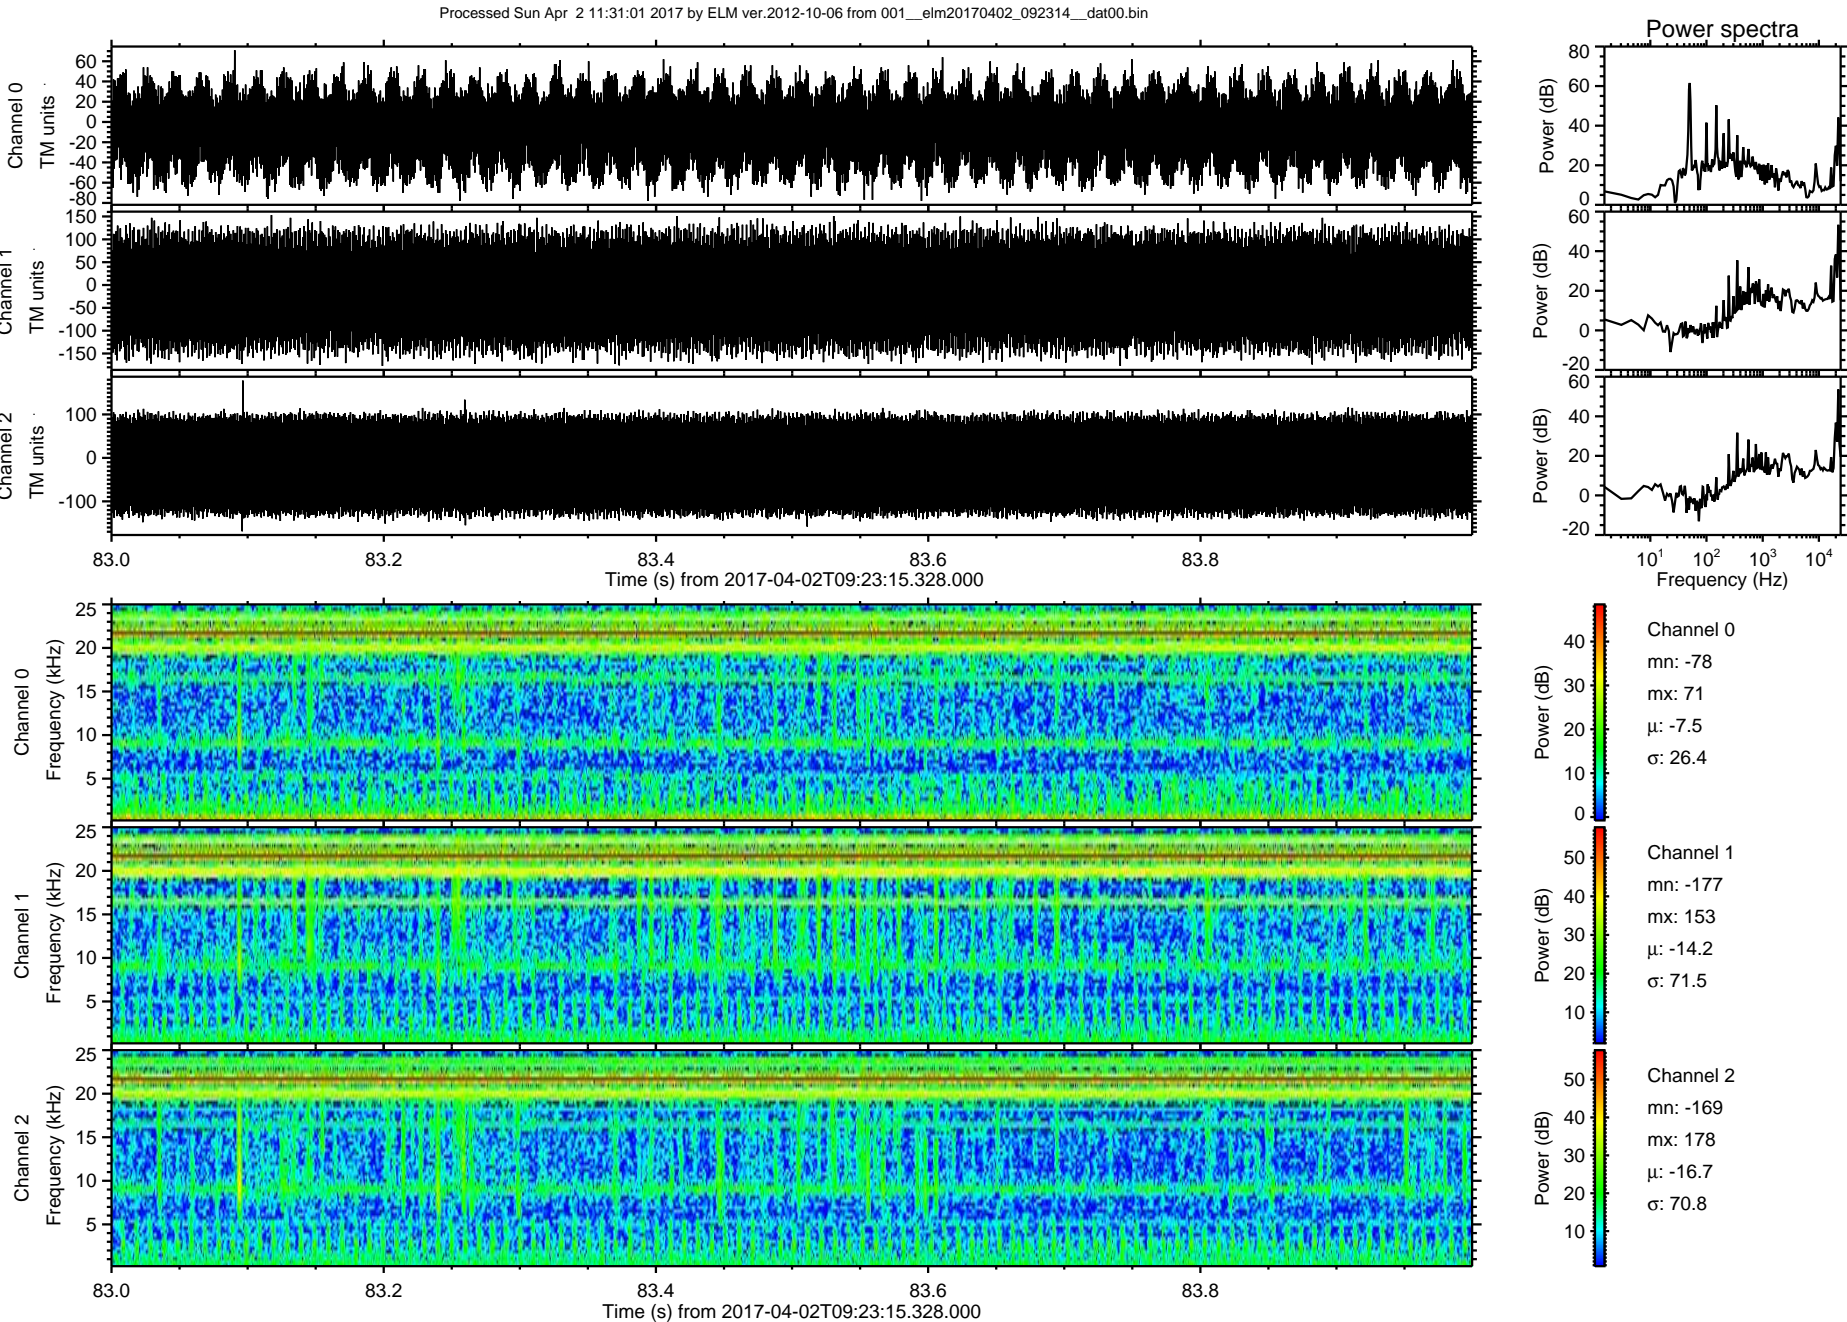 Processed Sun Apr 2 11:31:01 2017 by ELM ver.2012-10-06 from 001__elm20170402_092314__dat00.bin
Power spectra
Channel 0
TM units
60
40
20
0
-20
-40
-60
-80
Power (dB)
80
60
40
20
0
Channel 1
TM units
150
100
50
0
-50
-100
-150
Power (dB)
60
40
20
0
-20
Channel 2
TM units
100
0
-100
Power (dB)
60
40
20
0
-20
83.0 83.2 83.4 83.6 83.8
Time (s) from 2017-04-02T09:23:15.328.000
10¹ 10² 10³ 10⁴
Frequency (Hz)
Channel 0
Frequency (kHz)
25
20
15
10
5
Power (dB)
40
30
20
10
0
Channel 0
mn: -78
mx: 71
μ: -7.5
σ: 26.4
Channel 1
Frequency (kHz)
25
20
15
10
5
Power (dB)
50
40
30
20
10
Channel 1
mn: -177
mx: 153
μ: -14.2
σ: 71.5
Channel 2
Frequency (kHz)
25
20
15
10
5
Power (dB)
50
40
30
20
10
Channel 2
mn: -169
mx: 178
μ: -16.7
σ: 70.8
83.0 83.2 83.4 83.6 83.8
Time (s) from 2017-04-02T09:23:15.328.000